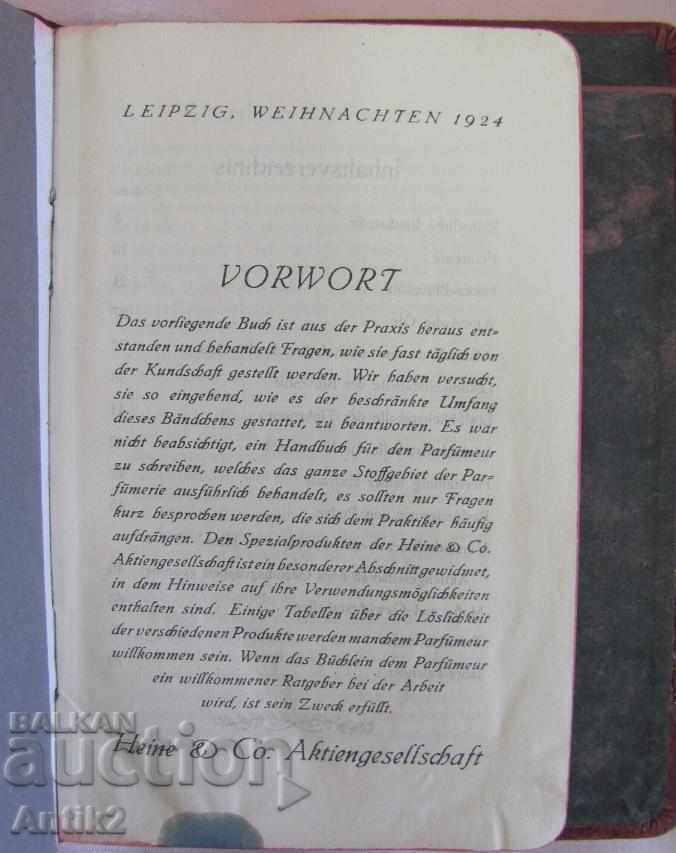 LEIPZIG, WEIHNACHTEN 1924
Inhaltsverzeichnis
VORWORT
Das vorliegende Buch ist aus der Praxis heraus ent=
standen und behandelt Fragen, wie sie fast täglich von
der Kundschaft gestellt werden. Wir haben versucht,
sie so eingehend, wie es der beschränkte Umfang
dieses Bändchens gestattet, zu beantworten. Es war
nicht beabsichtigt, ein Handbuch für den Parfümeur
zu schreiben, welches das ganze Stoffgebiet der Par=
fümerie ausführlich behandelt, es sollten nur Fragen
kurz besprochen werden, die sich dem Praktiker häufig
aufdrängen. Den Spezialprodukten der Heine & Co.
Aktiengesellschaft ist ein besonderer Abschnitt gewidmet,
in dem Hinweise auf ihre Verwendungsmöglichkeiten
enthalten sind. Einige Tabellen über die Löslichkeit
der verschiedenen Produkte werden manchem Parfümeur
willkommen sein. Wenn das Büchlein dem Parfümeur
ein willkommener Ratgeber bei der Arbeit
wird, ist sein Zweck erfüllt.
Heine & Co. Aktiengesellschaft
BALKAN
auction
Antik2